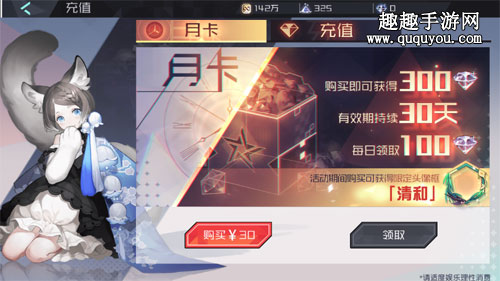 充值
142万
325
0
趣趣手游网
www.ququyou.com
月卡
充值
月卡
购买即可获得 300
有效期持续 30天
每日领取 100
活动期间购买可获得限定头像框
「清和」
购买￥30
领取
*请适度娱乐理性消费